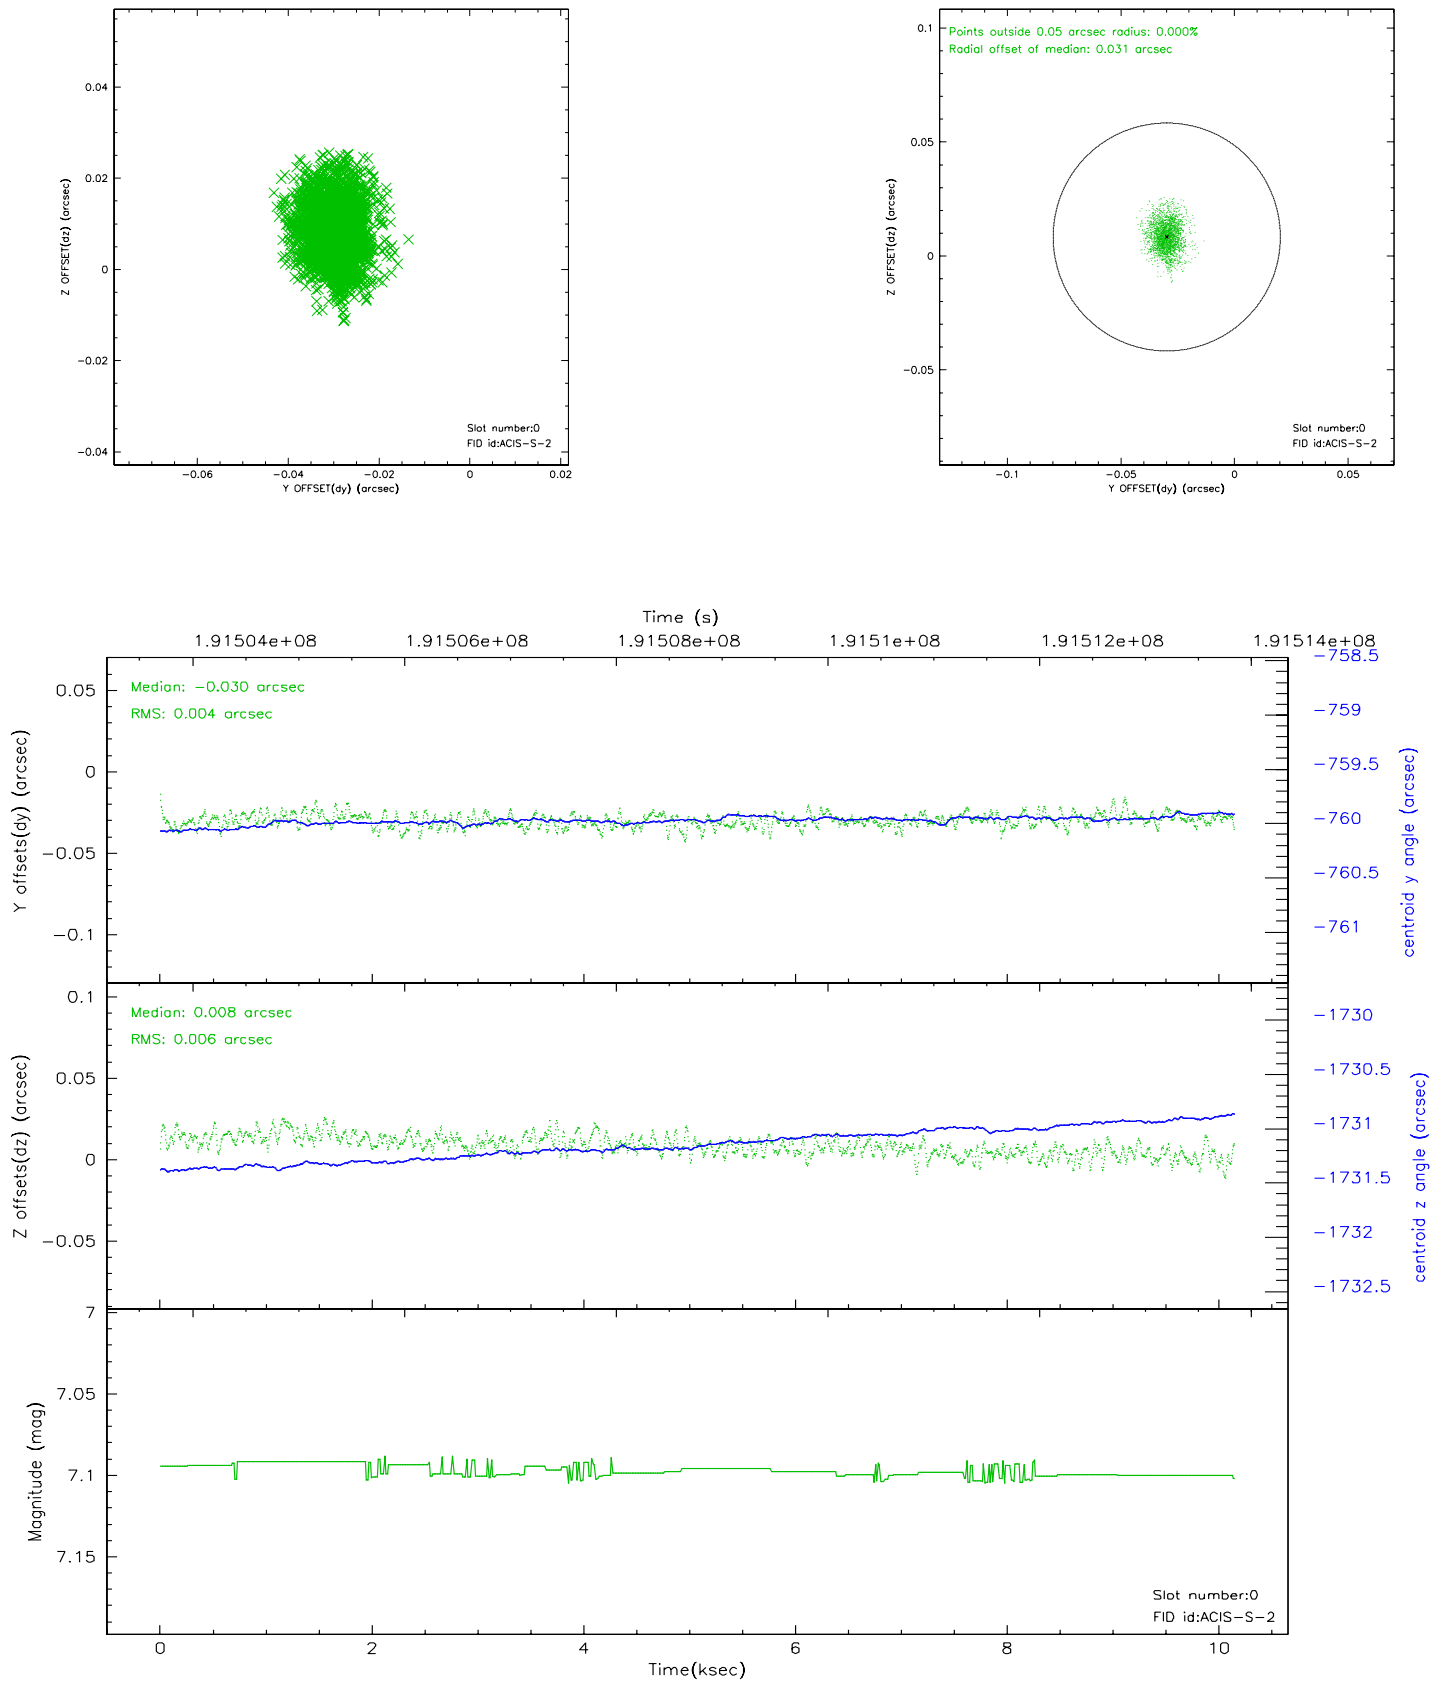 0.04
0.02
0
−0.02
−0.04
Z OFFSET(dz) (arcsec)
Slot number:0
FID id:ACIS−S−2
−0.06 −0.04 −0.02 0 0.02
Y OFFSET(dy) (arcsec)
Points outside 0.05 arcsec radius: 0.000%
Radial offset of median: 0.031 arcsec
0.1
0.05
0
−0.05
Z OFFSET(dz) (arcsec)
Slot number:0
FID id:ACIS−S−2
−0.1 −0.05 0 0.05
Y OFFSET(dy) (arcsec)
Time (s)
1.91504e+08 1.91506e+08 1.91508e+08 1.9151e+08 1.91512e+08 1.91514e+08
Median: −0.030 arcsec
RMS: 0.004 arcsec
0.05
0
−0.05
−0.1
Y offsets(dy) (arcsec)
−758.5
−759
−759.5
−760
−760.5
−761
centroid y angle (arcsec)
Median: 0.008 arcsec
RMS: 0.006 arcsec
0.1
0.05
0
−0.05
Z offsets(dz) (arcsec)
−1730
−1730.5
−1731
−1731.5
−1732
−1732.5
centroid z angle (arcsec)
7
7.05
7.1
7.15
Magnitude (mag)
Slot number:0
FID id:ACIS−S−2
0 2 4 6 8 10
Time(ksec)